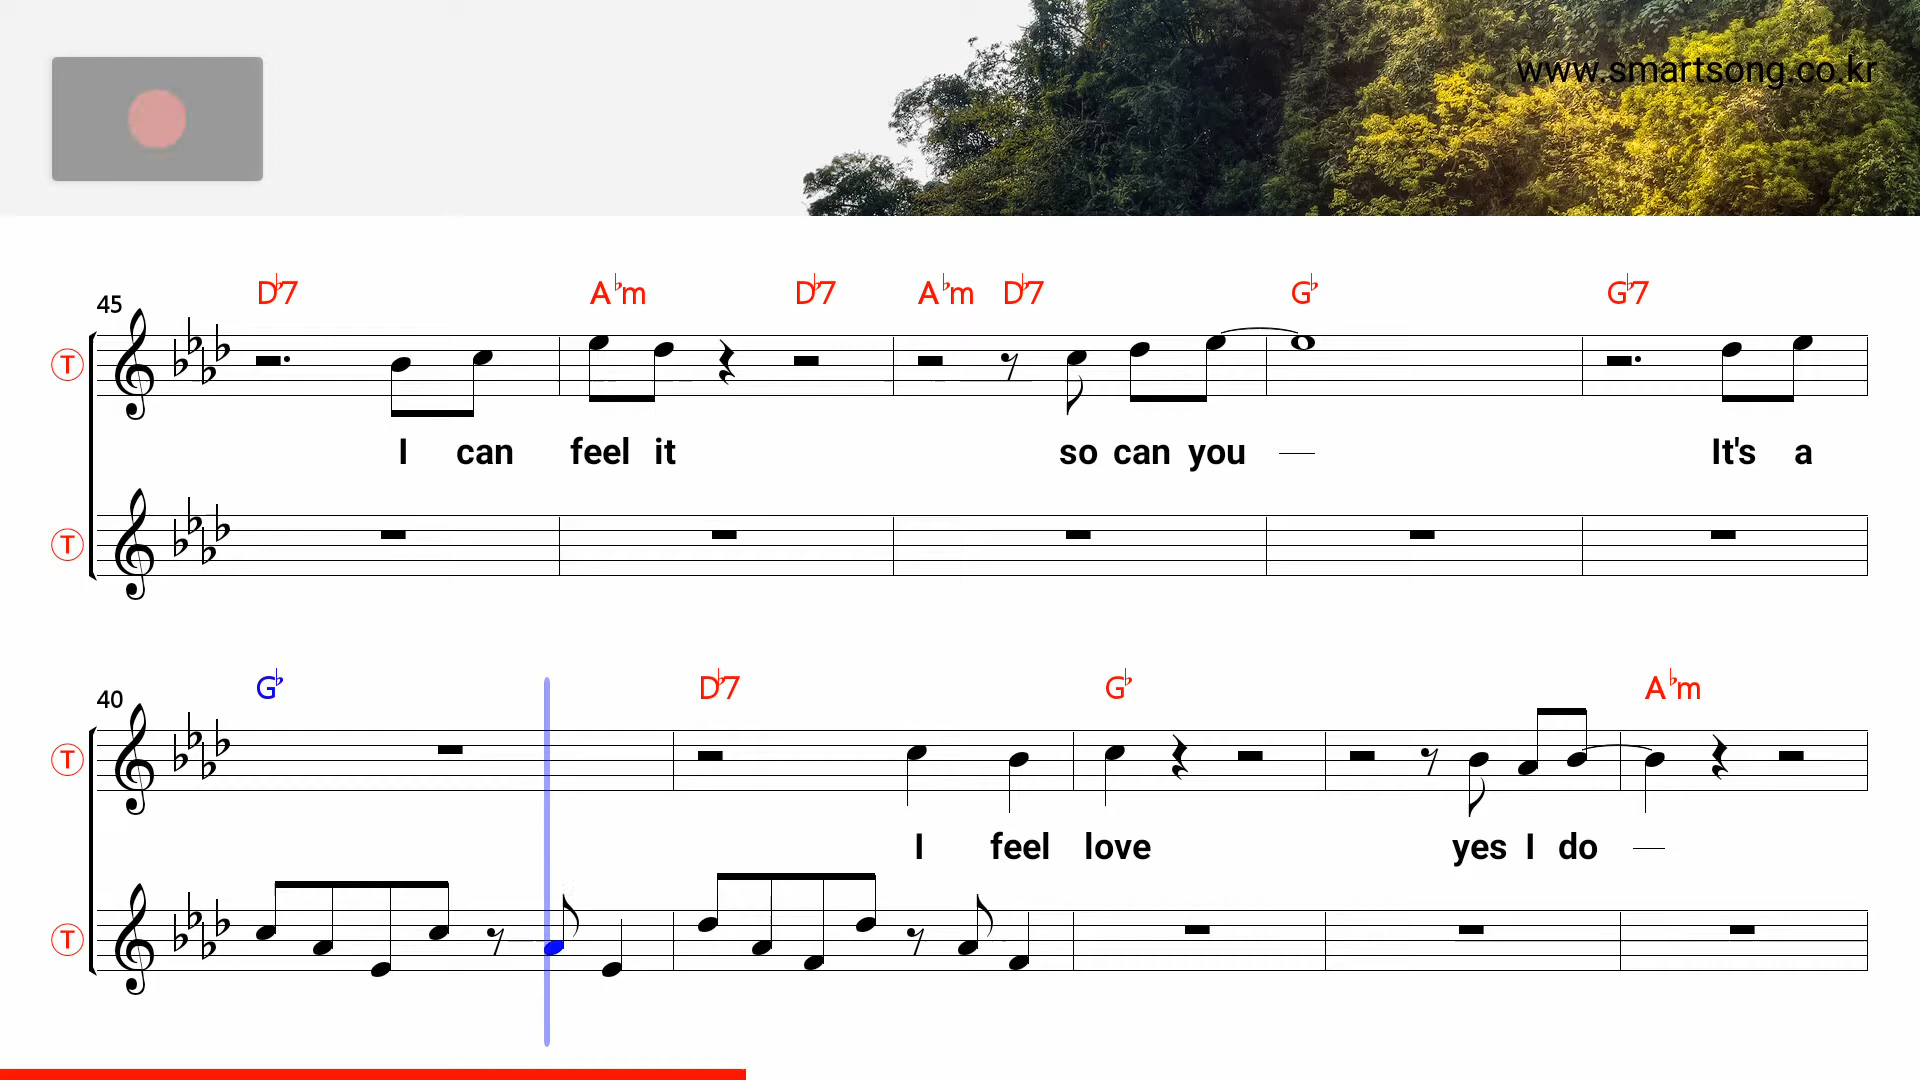 www.smartsong.co.kr
D♭7 A♭m D♭7 A♭m D♭7 G♭ G♭7
45
T
I can feel it so can you It's a
T
G♭ D♭7 G♭ A♭m
40
T
I feel love yes I do
T